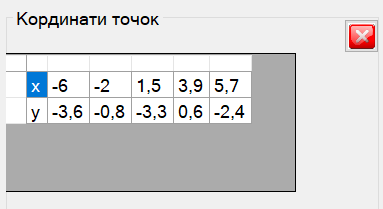 Кординати точок
x -6 -2 1,5 3,9 5,7
y -3,6 -0,8 -3,3 0,6 -2,4